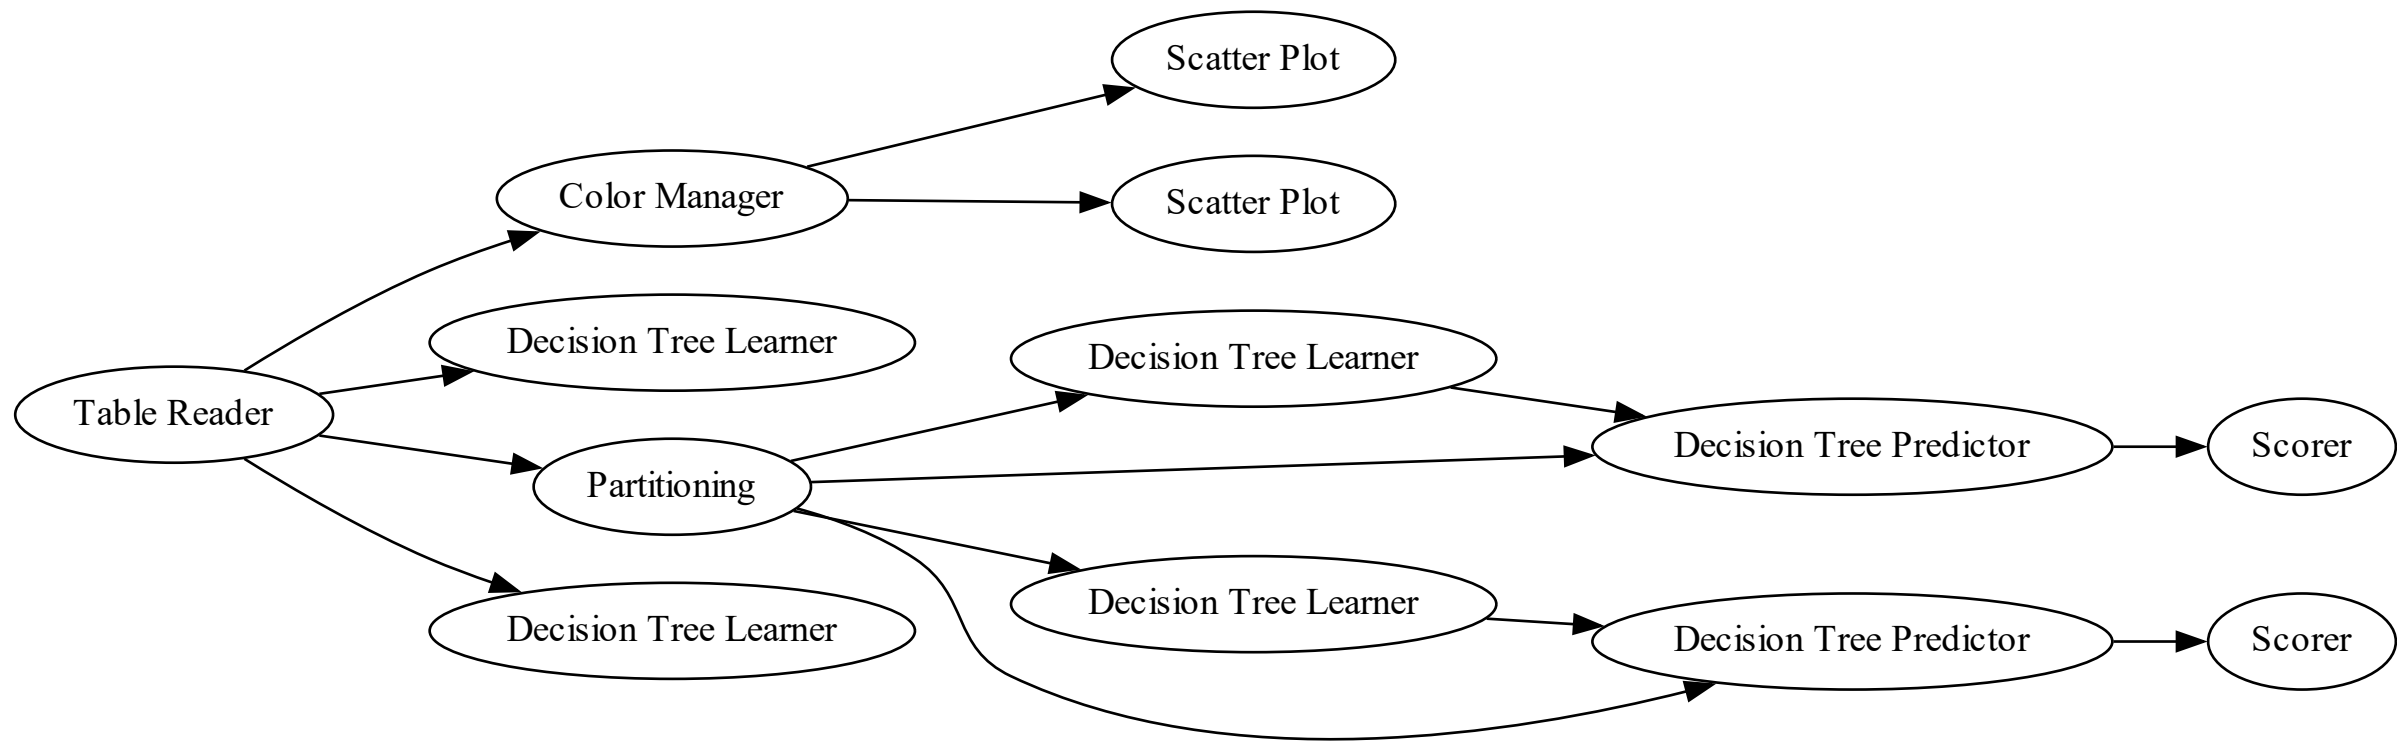 Scatter Plot
Color Manager
Scatter Plot
Decision Tree Learner
Decision Tree Learner
Table Reader
Decision Tree Predictor
Scorer
Partitioning
Decision Tree Learner
Decision Tree Learner
Decision Tree Predictor
Scorer